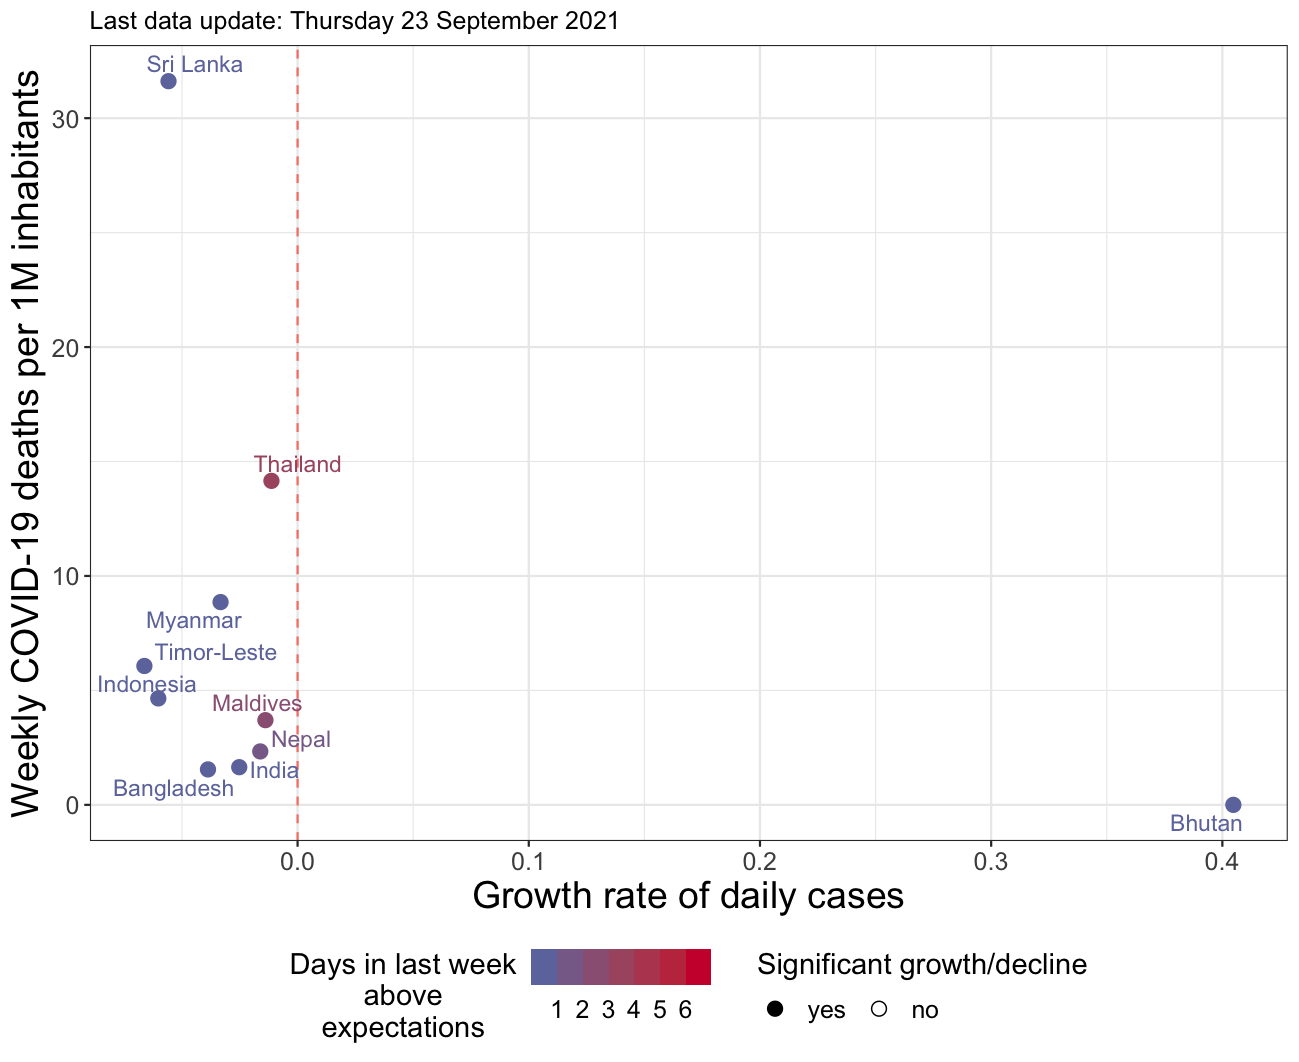 Last data update: Thursday 23 September 2021
Weekly COVID-19 deaths per 1M inhabitants
30
20
10
0
Sri Lanka
Thailand
Myanmar
Timor-Leste
Indonesia
Maldives
Nepal
India
Bangladesh
Bhutan
0.0 0.1 0.2 0.3 0.4
Growth rate of daily cases
Days in last week
above
expectations
1 2 3 4 5 6
Significant growth/decline
yes no